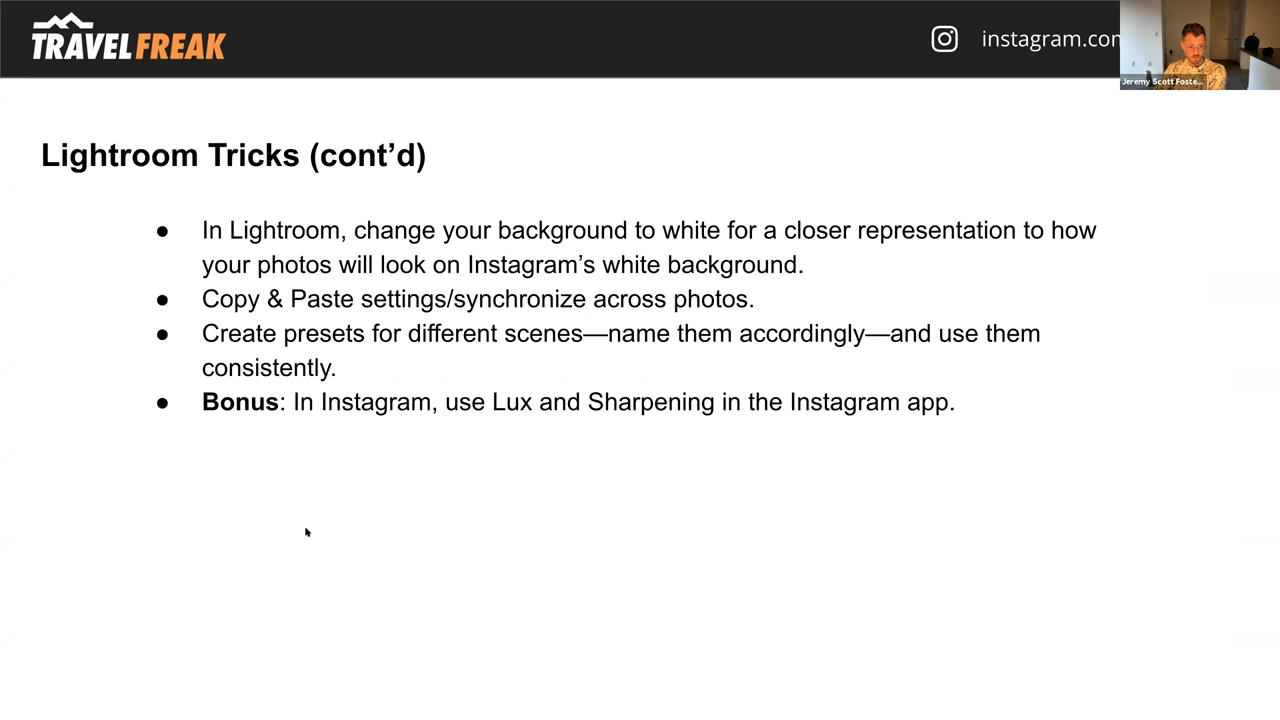 TRAVEL FREAK
instagram.com
Jeremy Scott Foste...
Lightroom Tricks (cont’d)
● In Lightroom, change your background to white for a closer representation to how
your photos will look on Instagram’s white background.
● Copy & Paste settings/synchronize across photos.
● Create presets for different scenes—name them accordingly—and use them
consistently.
● Bonus: In Instagram, use Lux and Sharpening in the Instagram app.